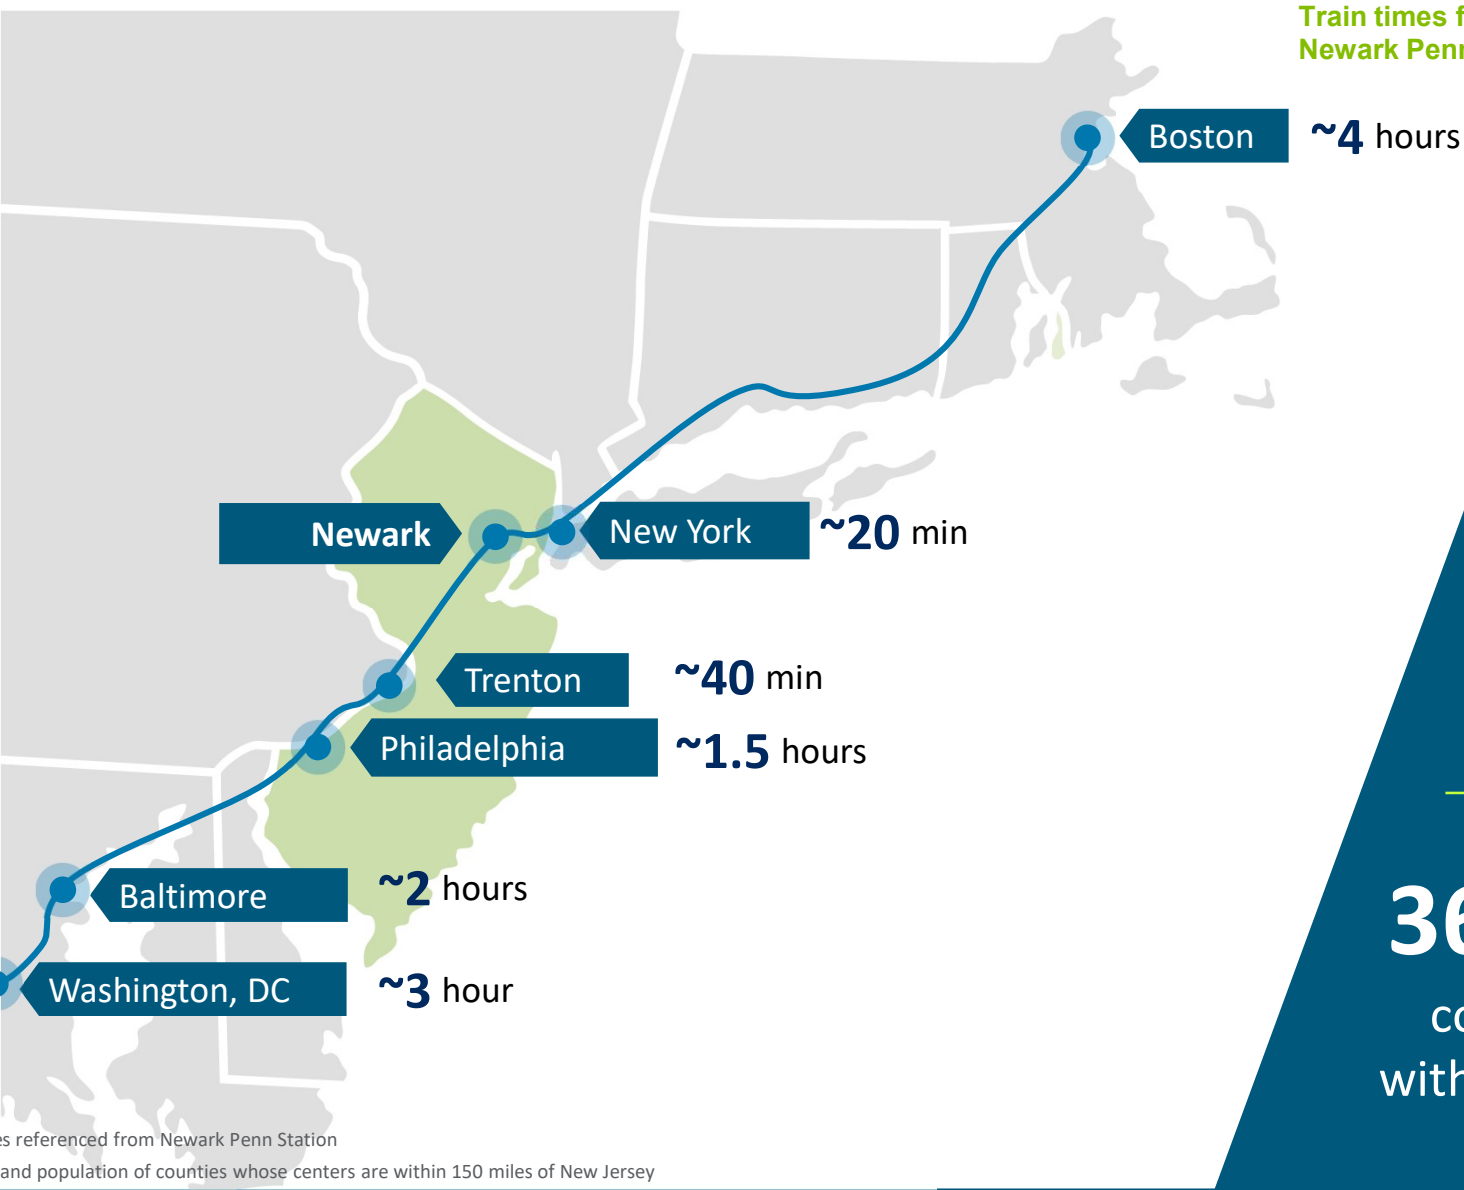 Train times f
Newark Penn
Boston ~4 hours
Newark
New York ~20 min
Trenton ~40 min
Philadelphia ~1.5 hours
Baltimore ~2 hours
Washington, DC ~3 hour
36
co
with
es referenced from Newark Penn Station
and population of counties whose centers are within 150 miles of New Jersey